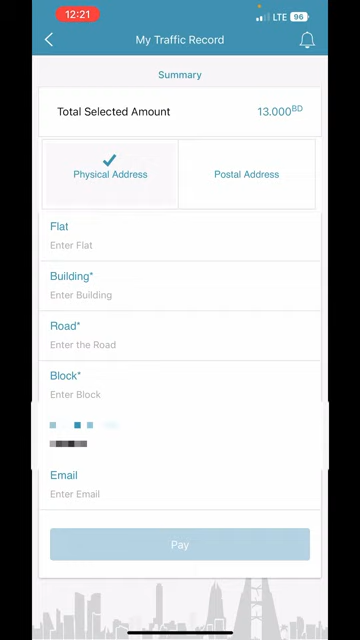 12:21
LTE 96
My Traffic Record
Summary
Total Selected Amount 13.000BD
Physical Address Postal Address
Flat
Enter Flat
Building*
Enter Building
Road*
Enter the Road
Block*
Enter Block
Email
Enter Email
Pay